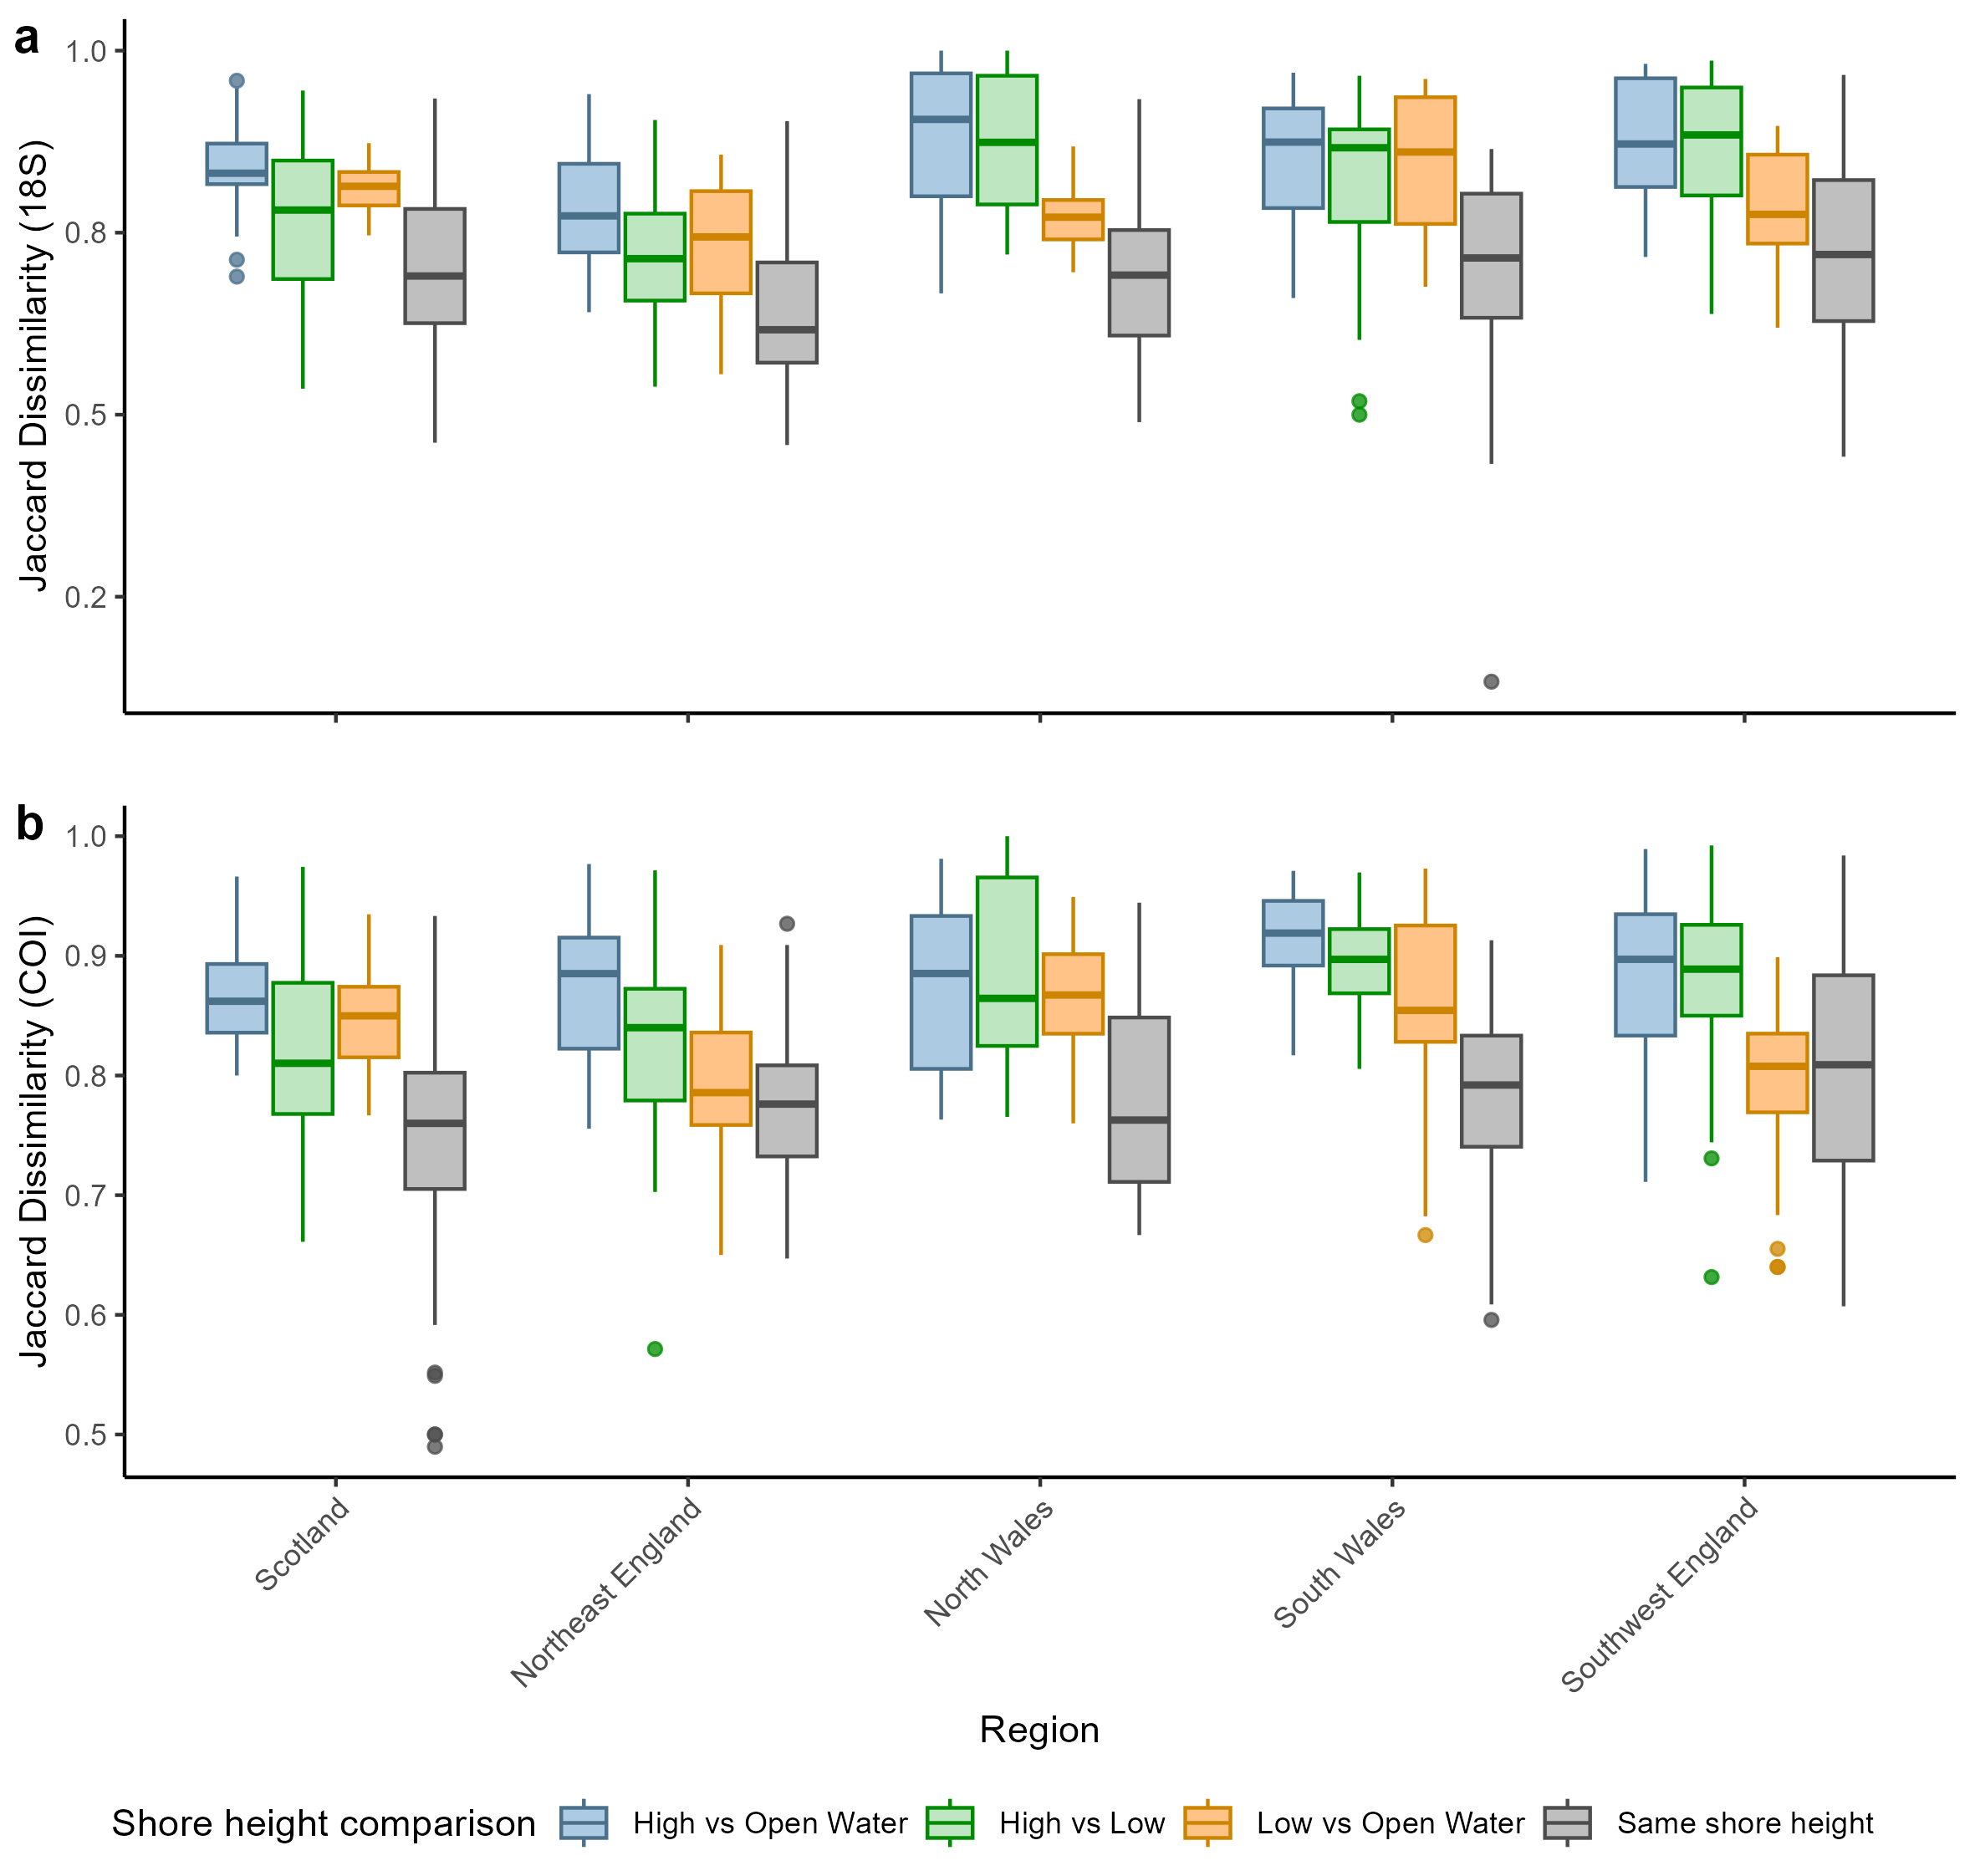 a
Jaccard Dissimilarity (18S)
1.0
0.8
0.5
0.2
b
Jaccard Dissimilarity (COI)
1.0
0.9
0.8
0.7
0.6
0.5
Scotland
Northeast England
North Wales
South Wales
Southwest England
Region
Shore height comparison High vs Open Water High vs Low Low vs Open Water Same shore height